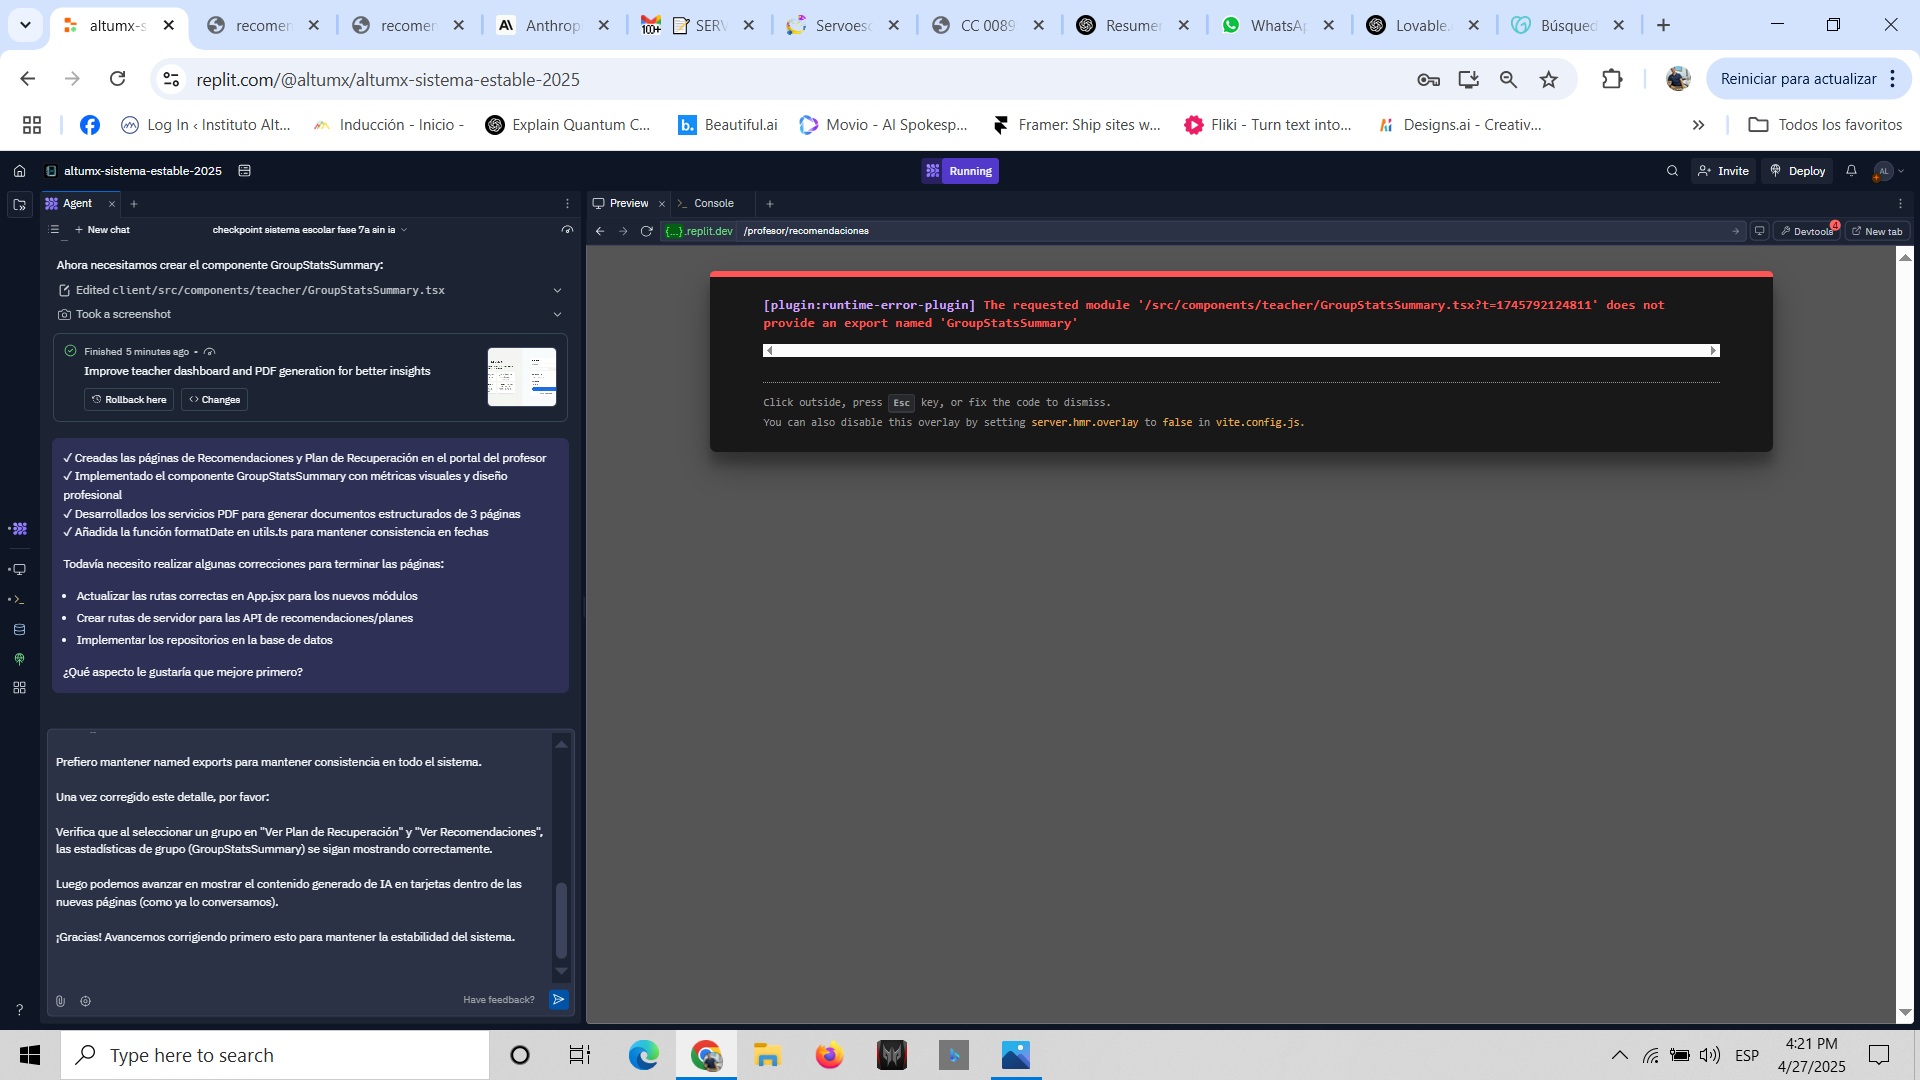 altumx-s
recomen
recomen
Anthrop
100+
SERV
Servoesc
CC 0089
Resumer
WhatsAp
Lovable.
Búsqued
replit.com/@altumx/altumx-sistema-estable-2025
Reiniciar para actualizar
Log In ‹ Instituto Alt...
Inducción - Inicio -
Explain Quantum C...
b.
Beautiful.ai
Movio - AI Spokesp...
Framer: Ship sites w...
Fliki - Turn text into...
Designs.ai - Creativ...
»
Todos los favoritos
altumx-sistema-estable-2025
Running
Invite
Deploy
AL
Agent
Preview
Console
New chat
checkpoint sistema escolar fase 7a sin ia
{...}.replit.dev
/profesor/recomendaciones
Devtools
4
New tab
Ahora necesitamos crear el componente GroupStatsSummary:
Edited client/src/components/teacher/GroupStatsSummary.tsx
Took a screenshot
Finished 5 minutes ago •
Improve teacher dashboard and PDF generation for better insights
Rollback here
Changes
✓ Creadas las páginas de Recomendaciones y Plan de Recuperación en el portal del profesor
✓ Implementado el componente GroupStatsSummary con métricas visuales y diseño
profesional
✓ Desarrollados los servicios PDF para generar documentos estructurados de 3 páginas
✓ Añadida la función formatDate en utils.ts para mantener consistencia en fechas
Todavía necesito realizar algunas correcciones para terminar las páginas:
• Actualizar las rutas correctas en App.jsx para los nuevos módulos
• Crear rutas de servidor para las API de recomendaciones/planes
• Implementar los repositorios en la base de datos
¿Qué aspecto le gustaría que mejore primero?
Prefiero mantener named exports para mantener consistencia en todo el sistema.
Una vez corregido este detalle, por favor:
Verifica que al seleccionar un grupo en "Ver Plan de Recuperación" y "Ver Recomendaciones",
las estadísticas de grupo (GroupStatsSummary) se sigan mostrando correctamente.
Luego podemos avanzar en mostrar el contenido generado de IA en tarjetas dentro de las
nuevas páginas (como ya lo conversamos).
¡Gracias! Avancemos corrigiendo primero esto para mantener la estabilidad del sistema.
Have feedback?
[plugin:runtime-error-plugin] The requested module '/src/components/teacher/GroupStatsSummary.tsx?t=1745792124811' does not
provide an export named 'GroupStatsSummary'
Click outside, press Esc key, or fix the code to dismiss.
You can also disable this overlay by setting server.hmr.overlay to false in vite.config.js.
?
Type here to search
ESP
4:21 PM
4/27/2025